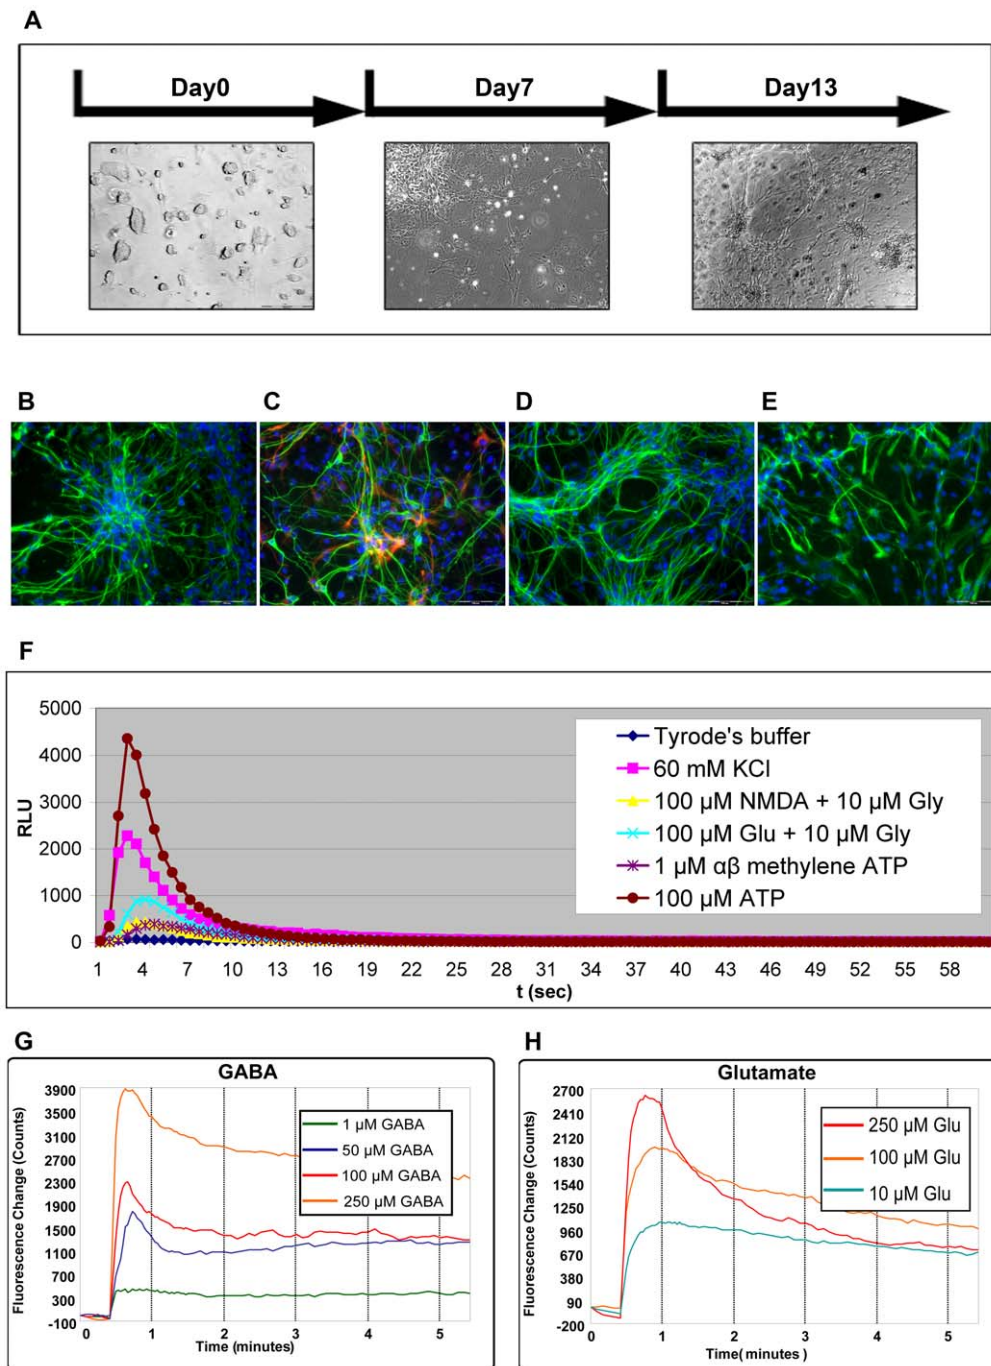 A
Day0 Day7 Day13
B C D E
F
5000
4000
3000
2000
1000
0
RLU
Tyrode's buffer
60 mM KCl
100 µM NMDA + 10 µM Gly
100 µM Glu + 10 µM Gly
1 µM αβ methylene ATP
100 µM ATP
1 4 7 10 13 16 19 22 25 28 31 34 37 40 43 46 49 52 55 58
t (sec)
G
GABA
Fluorescence Change (Counts)
3900
3500
3100
2700
2300
1900
1500
1100
700
300
-100
1 µM GABA
50 µM GABA
100 µM GABA
250 µM GABA
0 1 2 3 4 5
Time (minutes)
H
Glutamate
Fluorescence Change (Counts)
2700
2410
2120
1830
1540
1250
960
670
380
90
-200
250 µM Glu
100 µM Glu
10 µM Glu
0 1 2 3 4 5
Time( minutes )